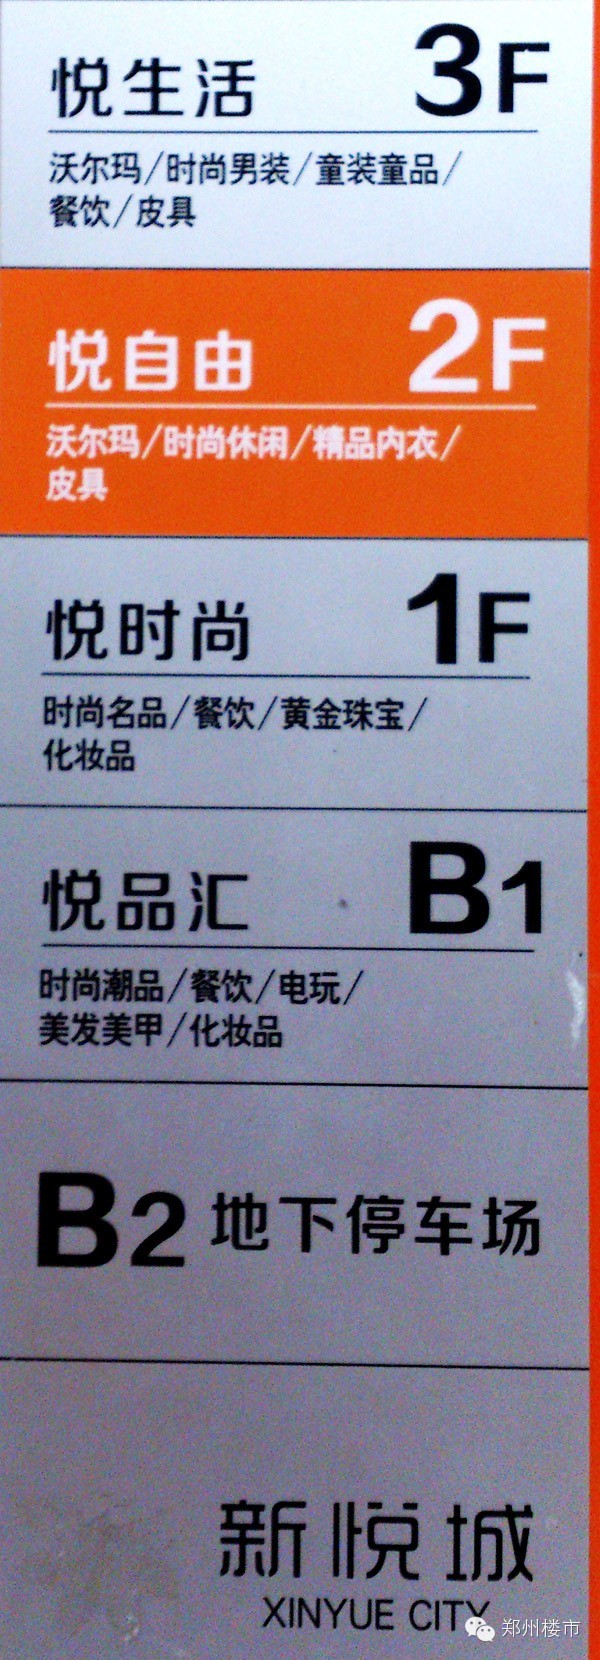 悦生活 3F
沃尔玛/时尚男装/童装童品/
餐饮/皮具
悦自由 2F
沃尔玛/时尚休闲/精品内衣/
皮具
悦时尚 1F
时尚名品/餐饮/黄金珠宝/
化妆品
悦品汇 B1
时尚潮品/餐饮/电玩/
美发美甲/化妆品
B2 地下停车场
新悦城
XINYUE CITY
郑州楼市